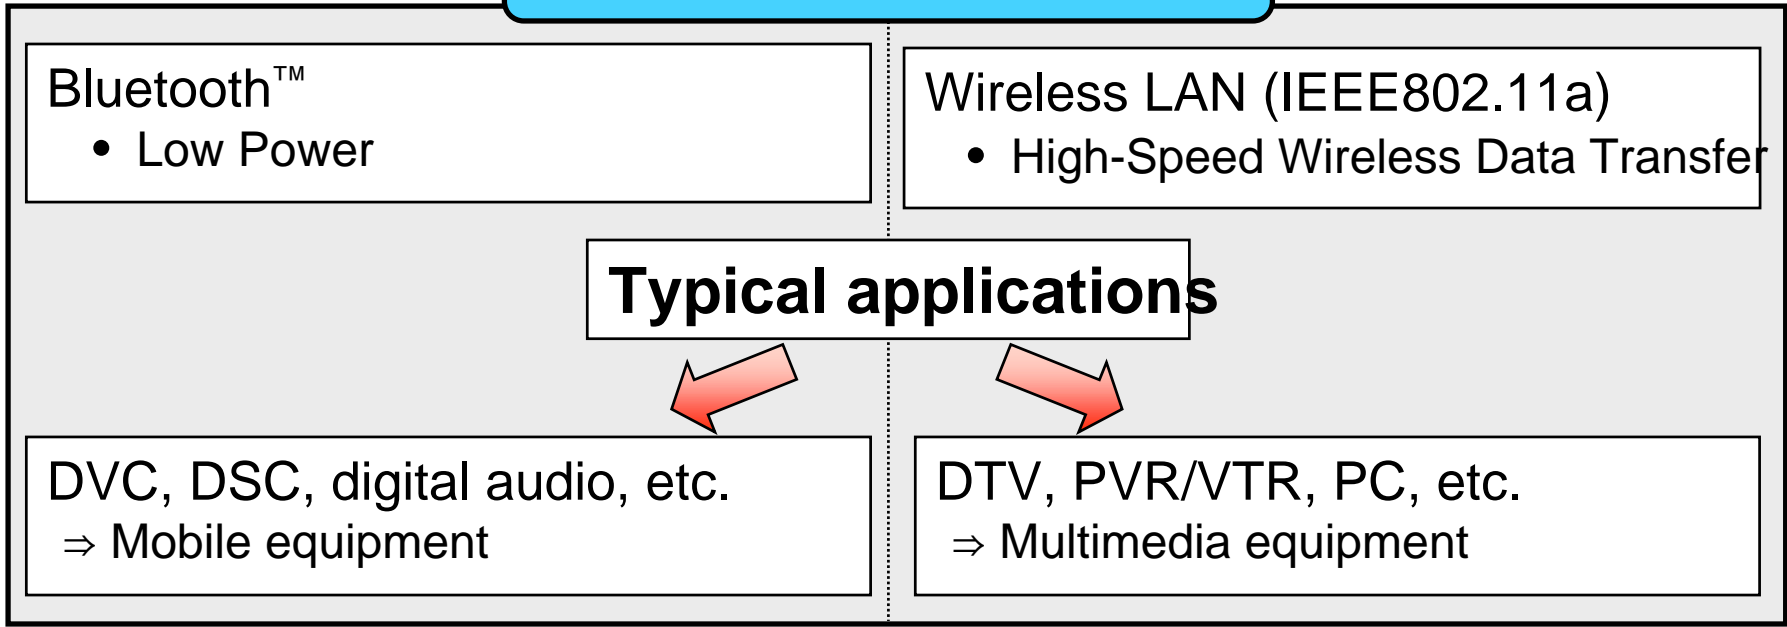 Bluetooth™
• Low Power
Wireless LAN (IEEE802.11a)
• High-Speed Wireless Data Transfer
Typical applications
DVC, DSC, digital audio, etc.
⇒ Mobile equipment
DTV, PVR/VTR, PC, etc.
⇒ Multimedia equipment